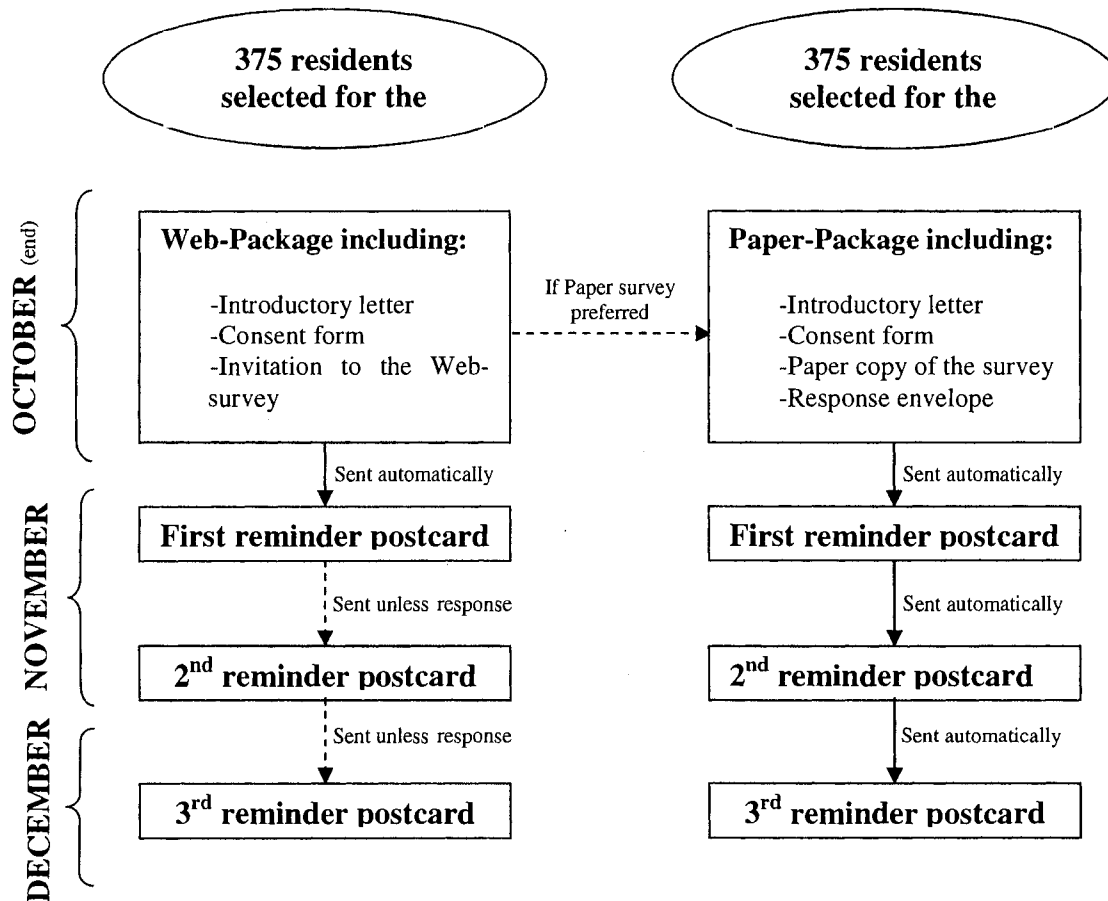 375 residents
selected for the
375 residents
selected for the
OCTOBER (end)
Web-Package including:
-Introductory letter
-Consent form
-Invitation to the Web-
survey
If Paper survey
preferred
Paper-Package including:
-Introductory letter
-Consent form
-Paper copy of the survey
-Response envelope
Sent automatically
Sent automatically
NOVEMBER
First reminder postcard
First reminder postcard
Sent unless response
Sent automatically
2nd reminder postcard
2nd reminder postcard
DECEMBER
Sent unless response
Sent automatically
3rd reminder postcard
3rd reminder postcard